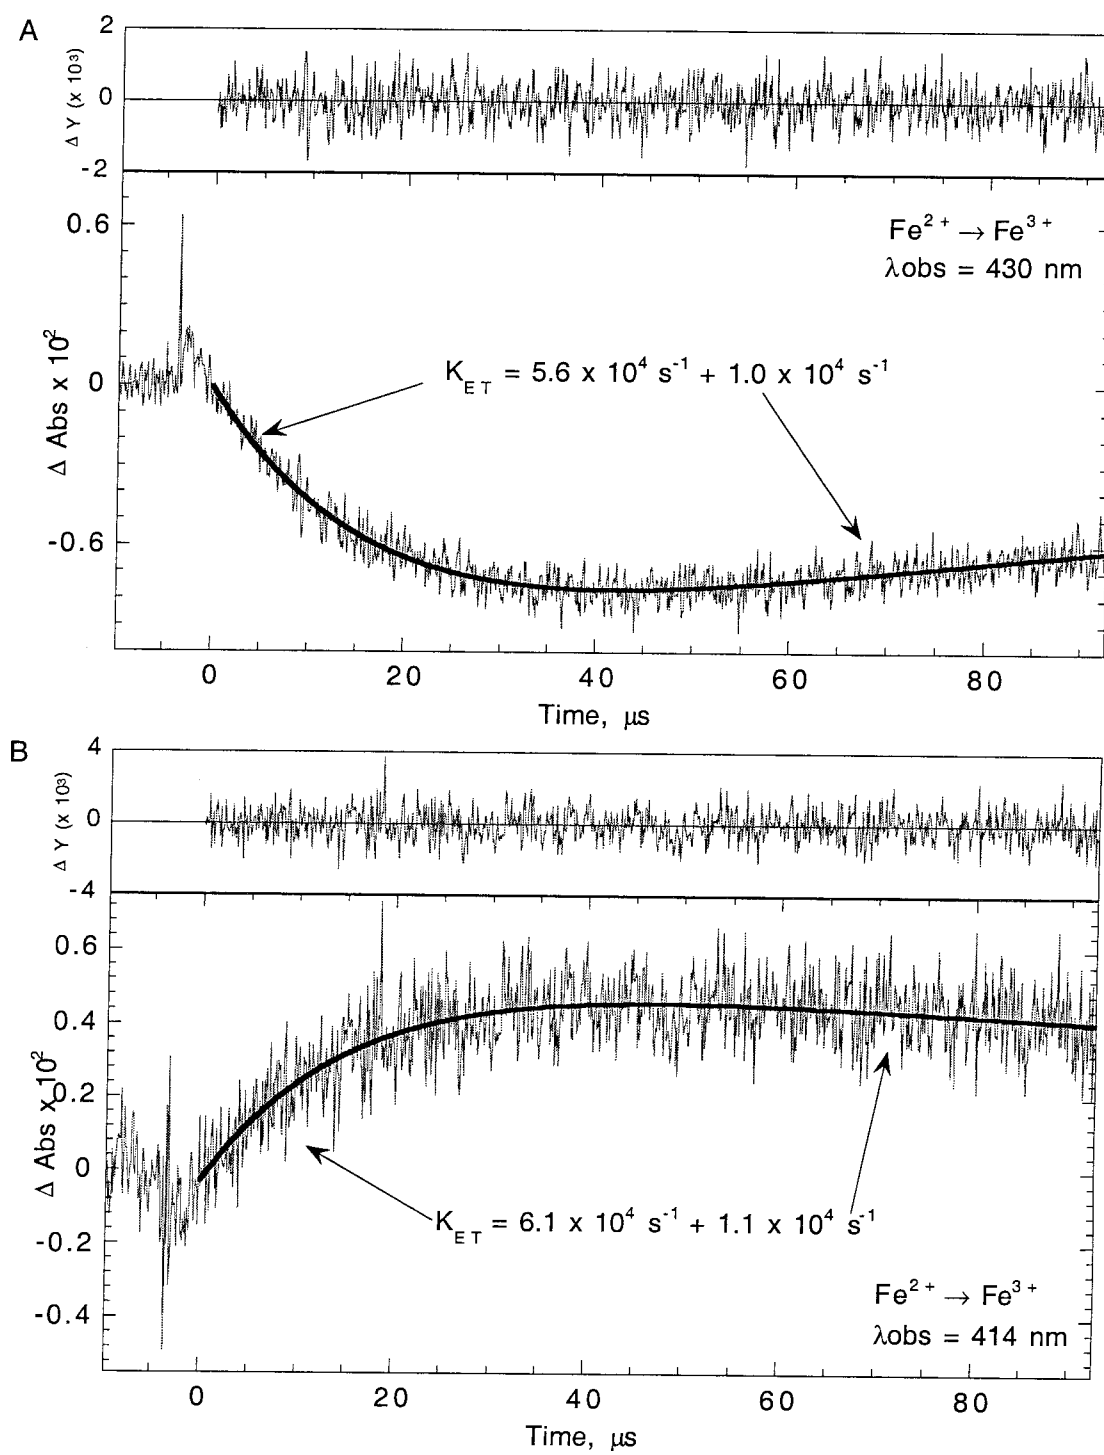 A
Δ Y (x 10³)
2
0
-2
Fe²⁺ → Fe³⁺
λobs = 430 nm
K_ET = 5.6 x 10⁴ s⁻¹ + 1.0 x 10⁴ s⁻¹
Δ Abs x 10²
0.6
0
-0.6
0 20 40 60 80
Time, μs
B
Δ Y (x 10³)
4
0
-4
Δ Abs x 10²
0.6
0.4
0.2
0
-0.2
-0.4
K_ET = 6.1 x 10⁴ s⁻¹ + 1.1 x 10⁴ s⁻¹
Fe²⁺ → Fe³⁺
λobs = 414 nm
0 20 40 60 80
Time, μs